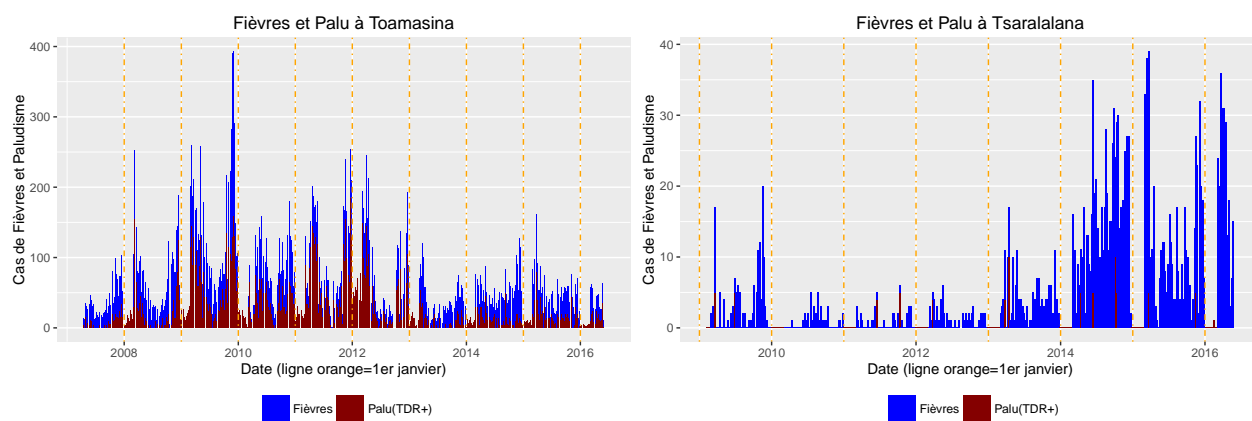 Fièvres et Palu à Toamasina
Cas de Fièvres et Paludisme
400
300
200
100
0
2008 2010 2012 2014 2016
Date (ligne orange=1er janvier)
Fièvres Palu(TDR+)
Fièvres et Palu à Tsaralalana
Cas de Fièvres et Paludisme
40
30
20
10
0
2010 2012 2014 2016
Date (ligne orange=1er janvier)
Fièvres Palu(TDR+)